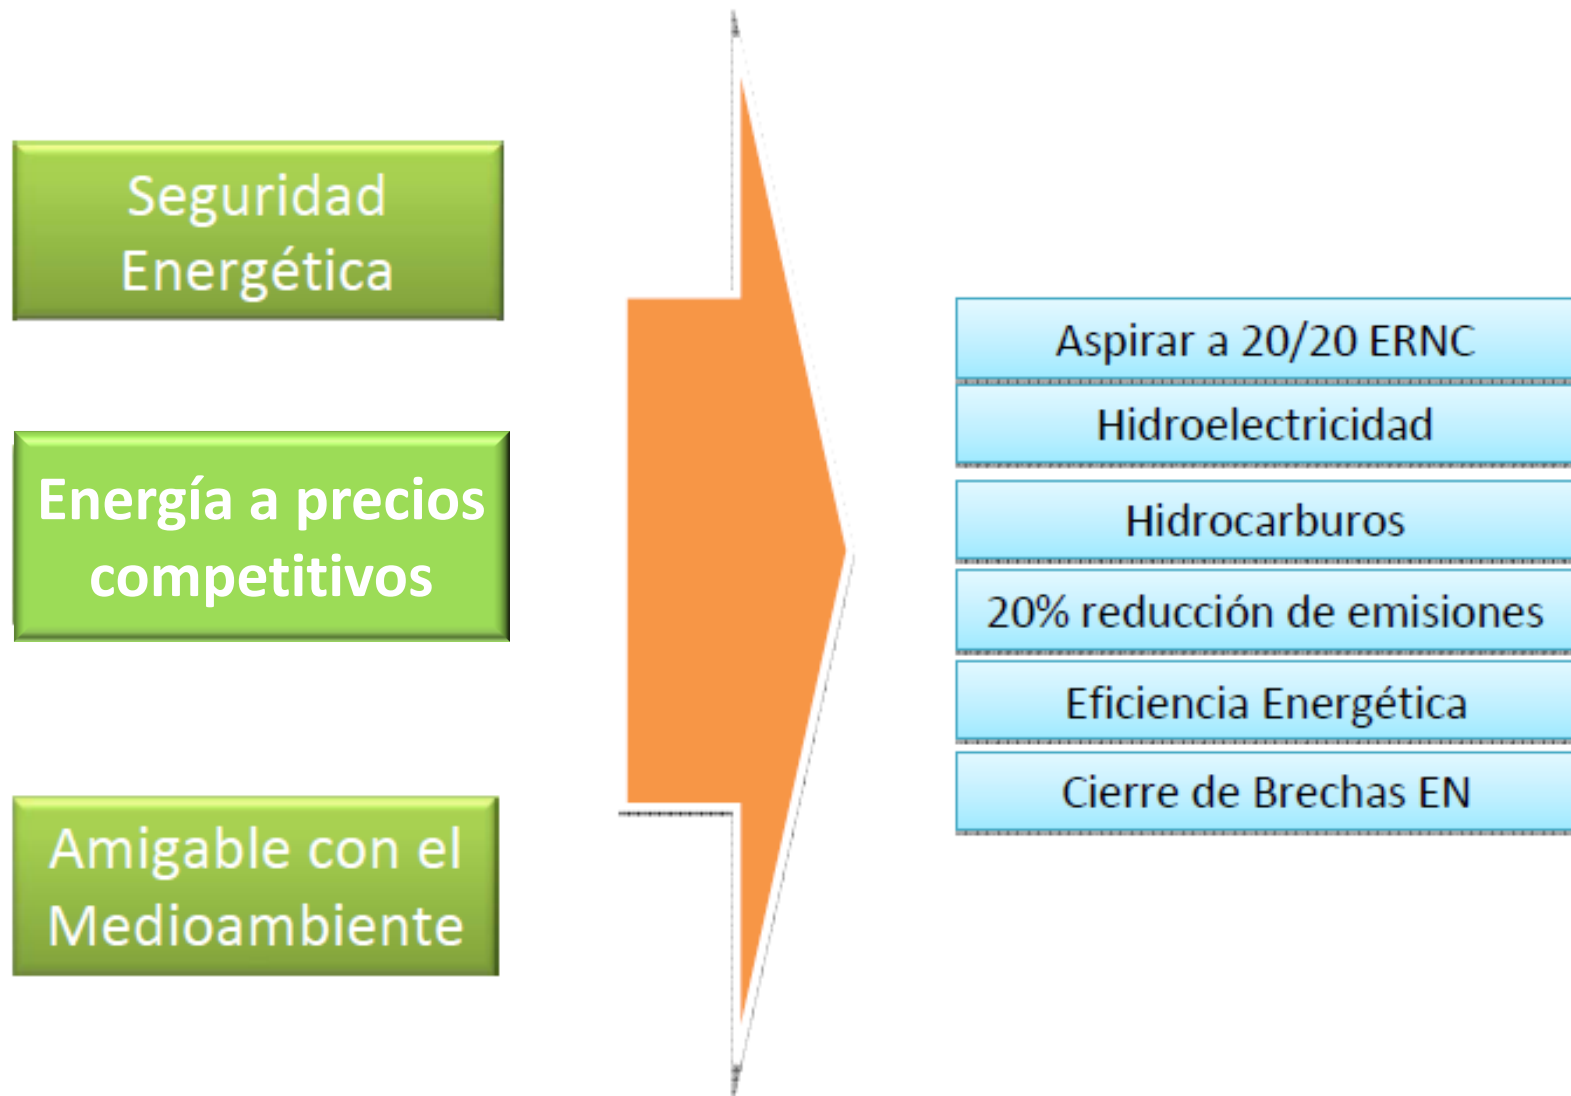 Seguridad
Energética
Energía a precios
competitivos
Amigable con el
Medioambiente
Aspirar a 20/20 ERNC
Hidroelectricidad
Hidrocarburos
20% reducción de emisiones
Eficiencia Energética
Cierre de Brechas EN